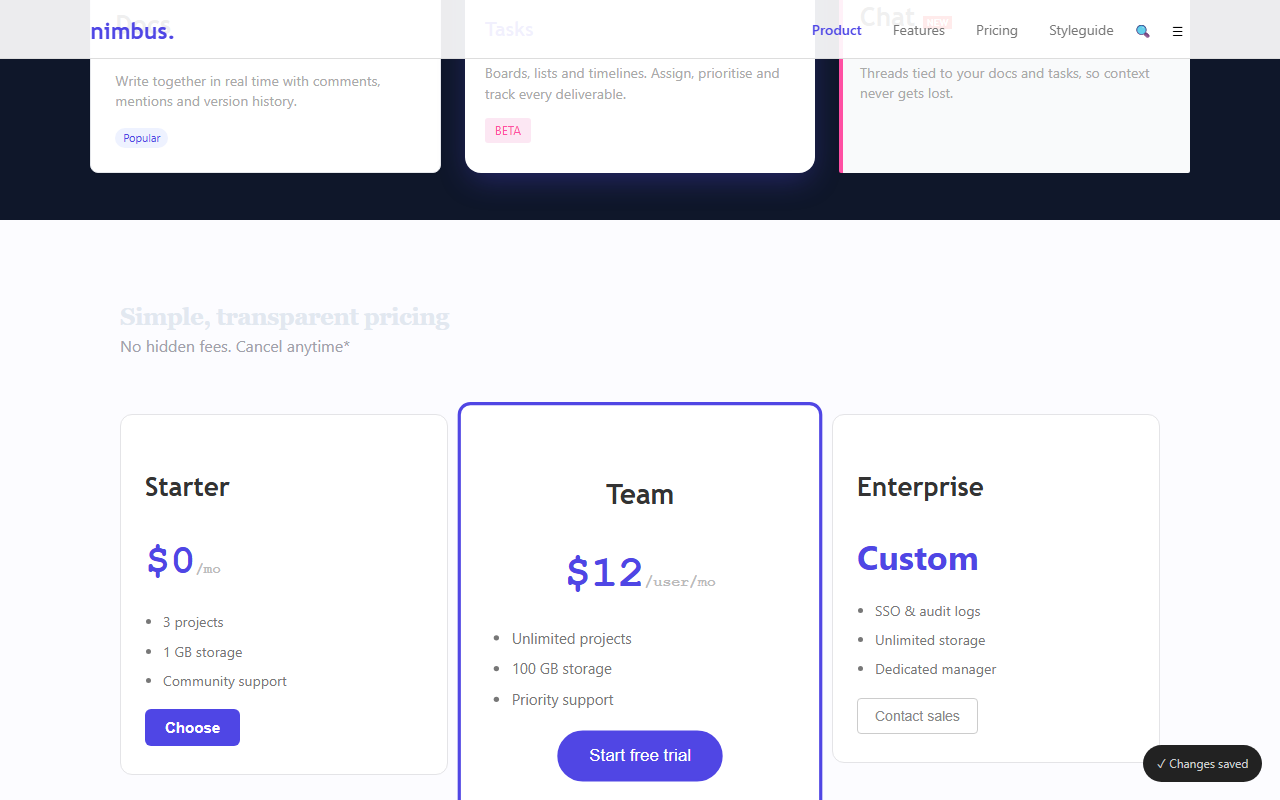 Docs
Tasks
Chat NEW
nimbus.
Product
Features
Pricing
Styleguide
Write together in real time with comments,
mentions and version history.
Popular
Boards, lists and timelines. Assign, prioritise and
track every deliverable.
BETA
Threads tied to your docs and tasks, so context
never gets lost.
Simple, transparent pricing
No hidden fees. Cancel anytime*
Starter
$0/mo
3 projects
1 GB storage
Community support
Choose
Team
$12/user/mo
Unlimited projects
100 GB storage
Priority support
Start free trial
Enterprise
Custom
SSO & audit logs
Unlimited storage
Dedicated manager
Contact sales
✓ Changes saved